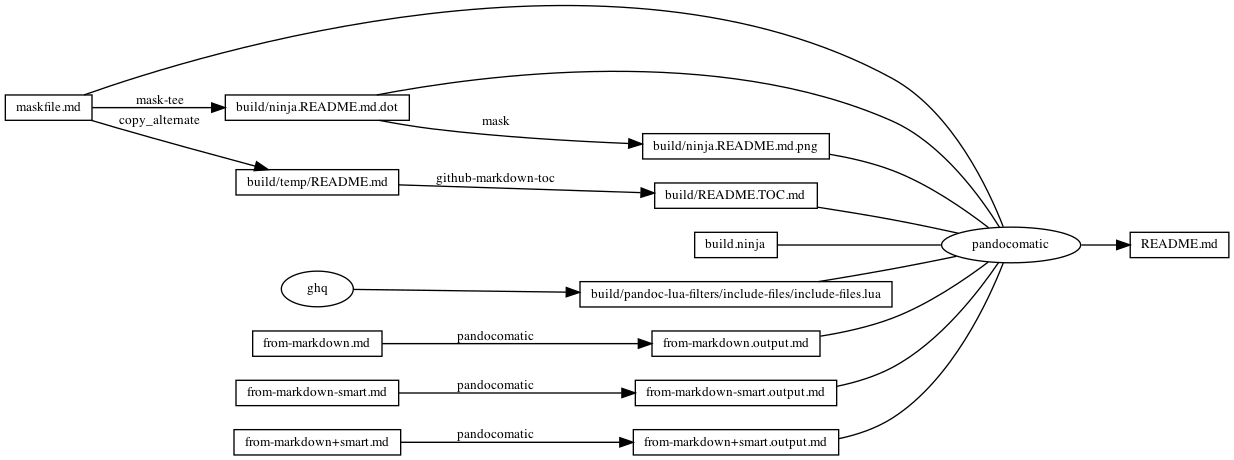 maskfile.md
mask-tee
copy_alternate
build/ninja.README.md.dot
mask
build/ninja.README.md.png
build/temp/README.md
github-markdown-toc
build/README.TOC.md
build.ninja
pandocomatic
README.md
ghq
build/pandoc-lua-filters/include-files/include-files.lua
from-markdown.md
pandocomatic
from-markdown.output.md
from-markdown-smart.md
pandocomatic
from-markdown-smart.output.md
from-markdown+smart.md
pandocomatic
from-markdown+smart.output.md